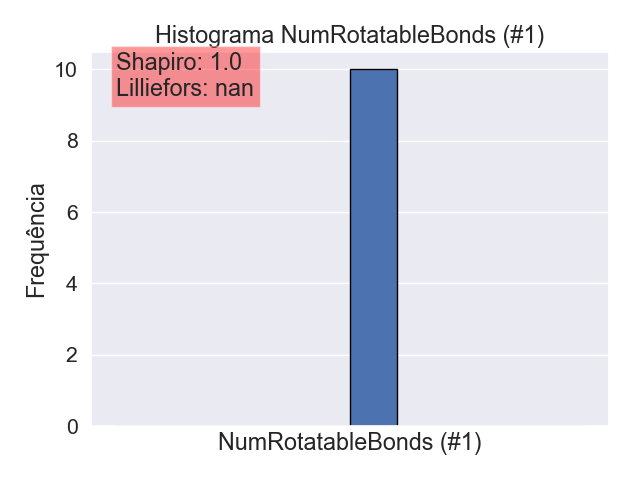 Histograma NumRotatableBonds (#1)
Shapiro: 1.0
Lilliefors: nan
10
8
6
4
2
0
Frequência
NumRotatableBonds (#1)